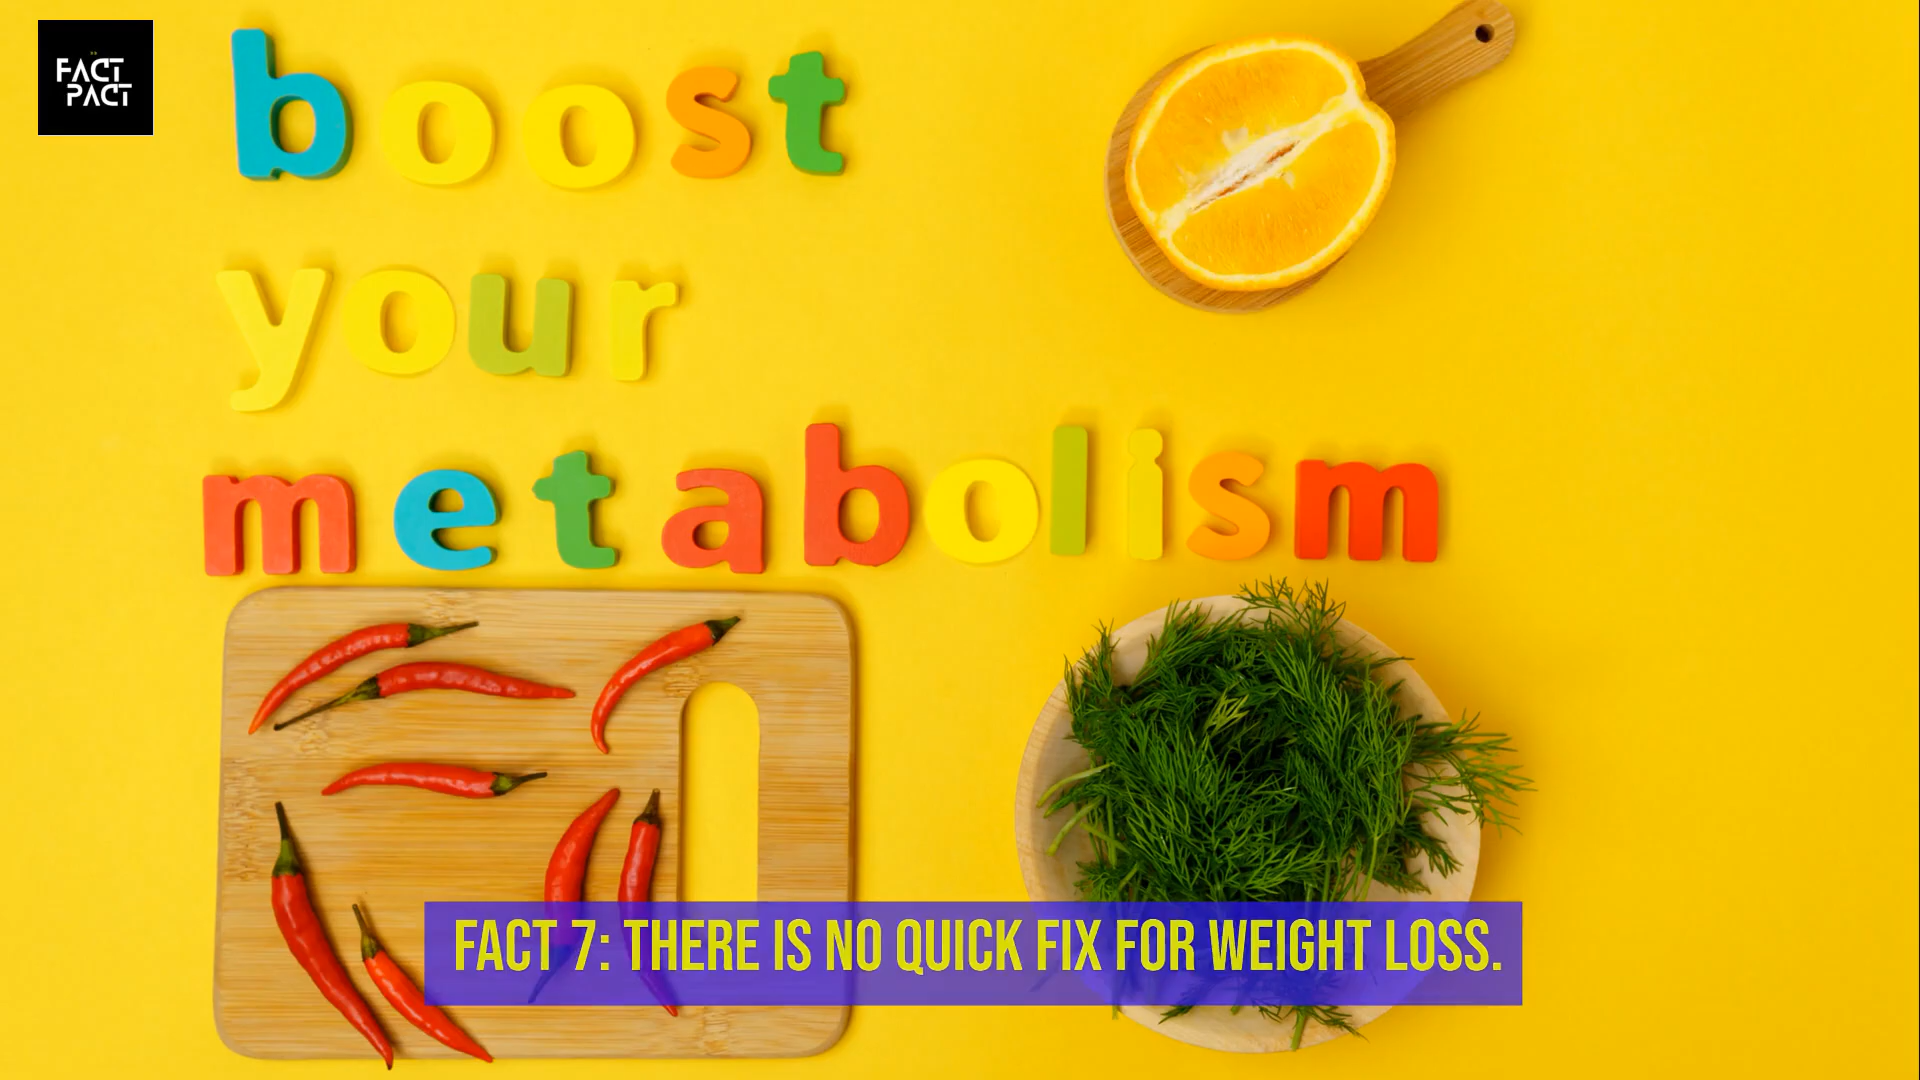 FACT
PACT
boost
your
metabolism
FACT 7: THERE IS NO QUICK FIX FOR WEIGHT LOSS.